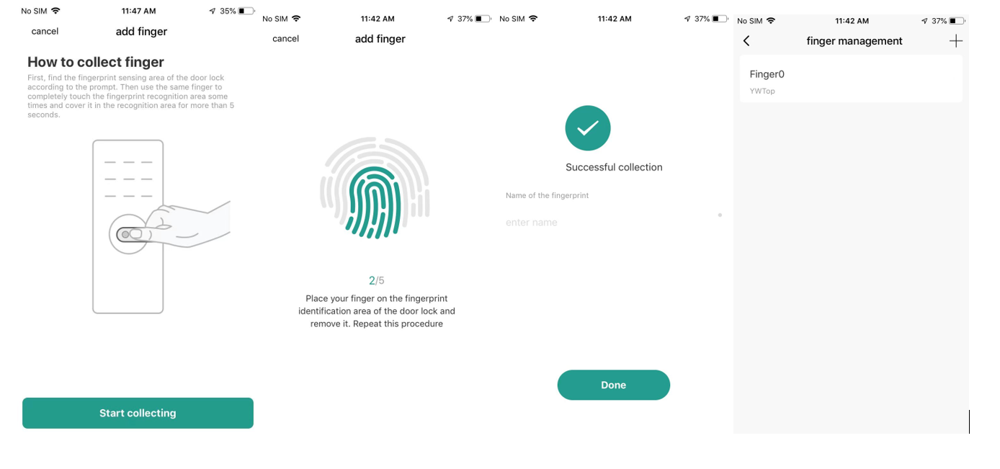 No SIM 11:47 AM 35%
cancel add finger
How to collect finger
First, find the fingerprint sensing area of the door lock
according to the prompt. Then use the same finger to
completely touch the fingerprint recognition area some
times and cover it in the recognition area for more than 5
seconds.
Start collecting
No SIM 11:42 AM 37%
cancel add finger
2/5
Place your finger on the fingerprint
identification area of the door lock and
remove it. Repeat this procedure
No SIM 11:42 AM 37%
Successful collection
Name of the fingerprint
enter name
Done
No SIM 11:42 AM 37%
finger management
Finger0
YWTop